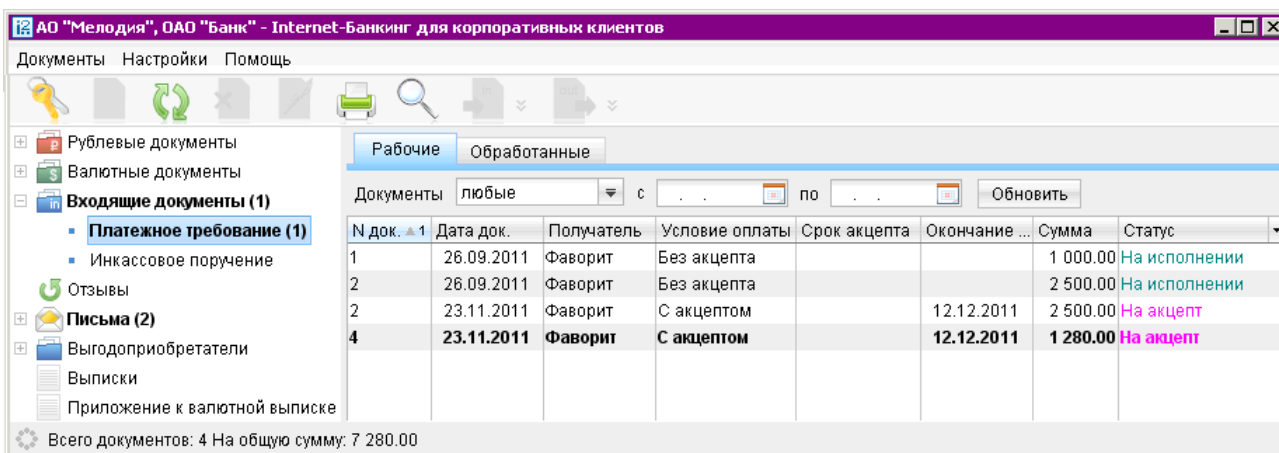 АО "Мелодия", ОАО "Банк" - Internet-Банкинг для корпоративных клиентов
Документы Настройки Помощь
in out
Рублевые документы
Валютные документы
Входящие документы (1)
Платежное требование (1)
Инкассовое поручение
Отзывы
Письма (2)
Выгодоприобретатели
Выписки
Приложение к валютной выписке
Рабочие Обработанные
Документы любые с . . по . . Обновить
N док. 1 Дата док. Получатель Условие оплаты Срок акцепта Окончание ... Сумма Статус
1 26.09.2011 Фаворит Без акцепта 1 000.00 На исполнении
2 26.09.2011 Фаворит Без акцепта 2 500.00 На исполнении
2 23.11.2011 Фаворит С акцептом 12.12.2011 2 500.00 На акцепт
4 23.11.2011 Фаворит С акцептом 12.12.2011 1 280.00 На акцепт
Всего документов: 4 На общую сумму: 7 280.00